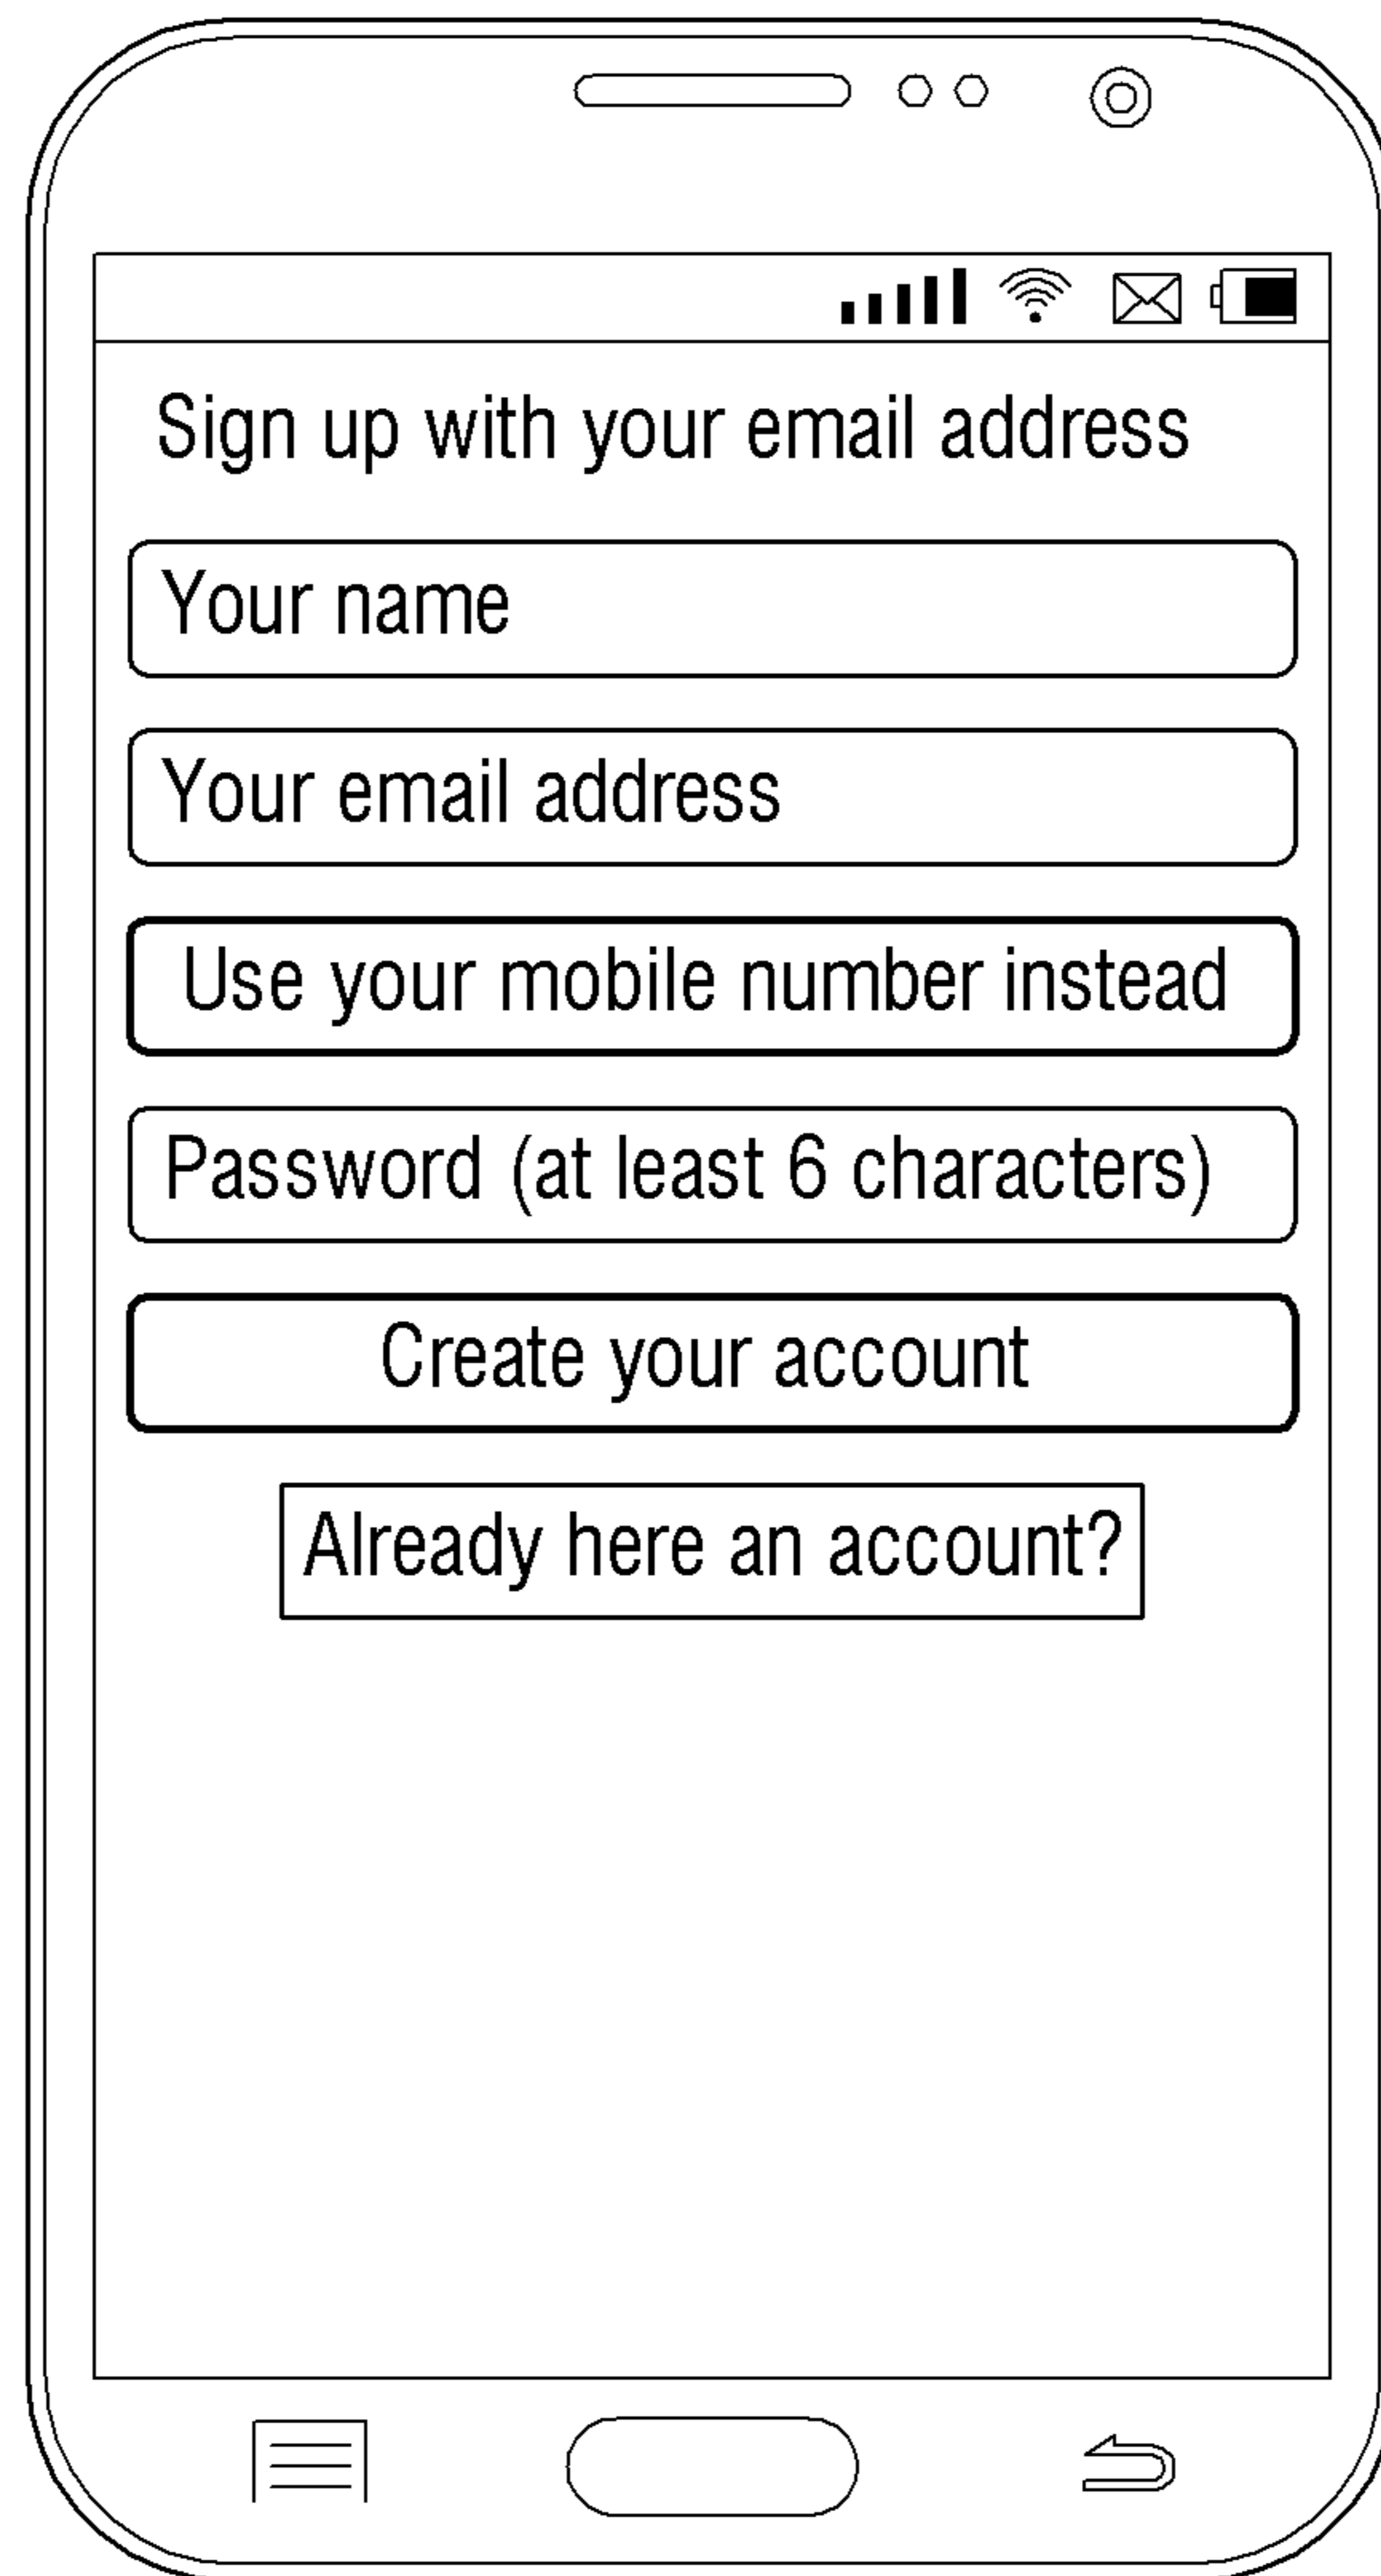 Sign up with your email address
Your name
Your email address
Use your mobile number instead
Password (at least 6 characters)
Create your account
Already here an account?